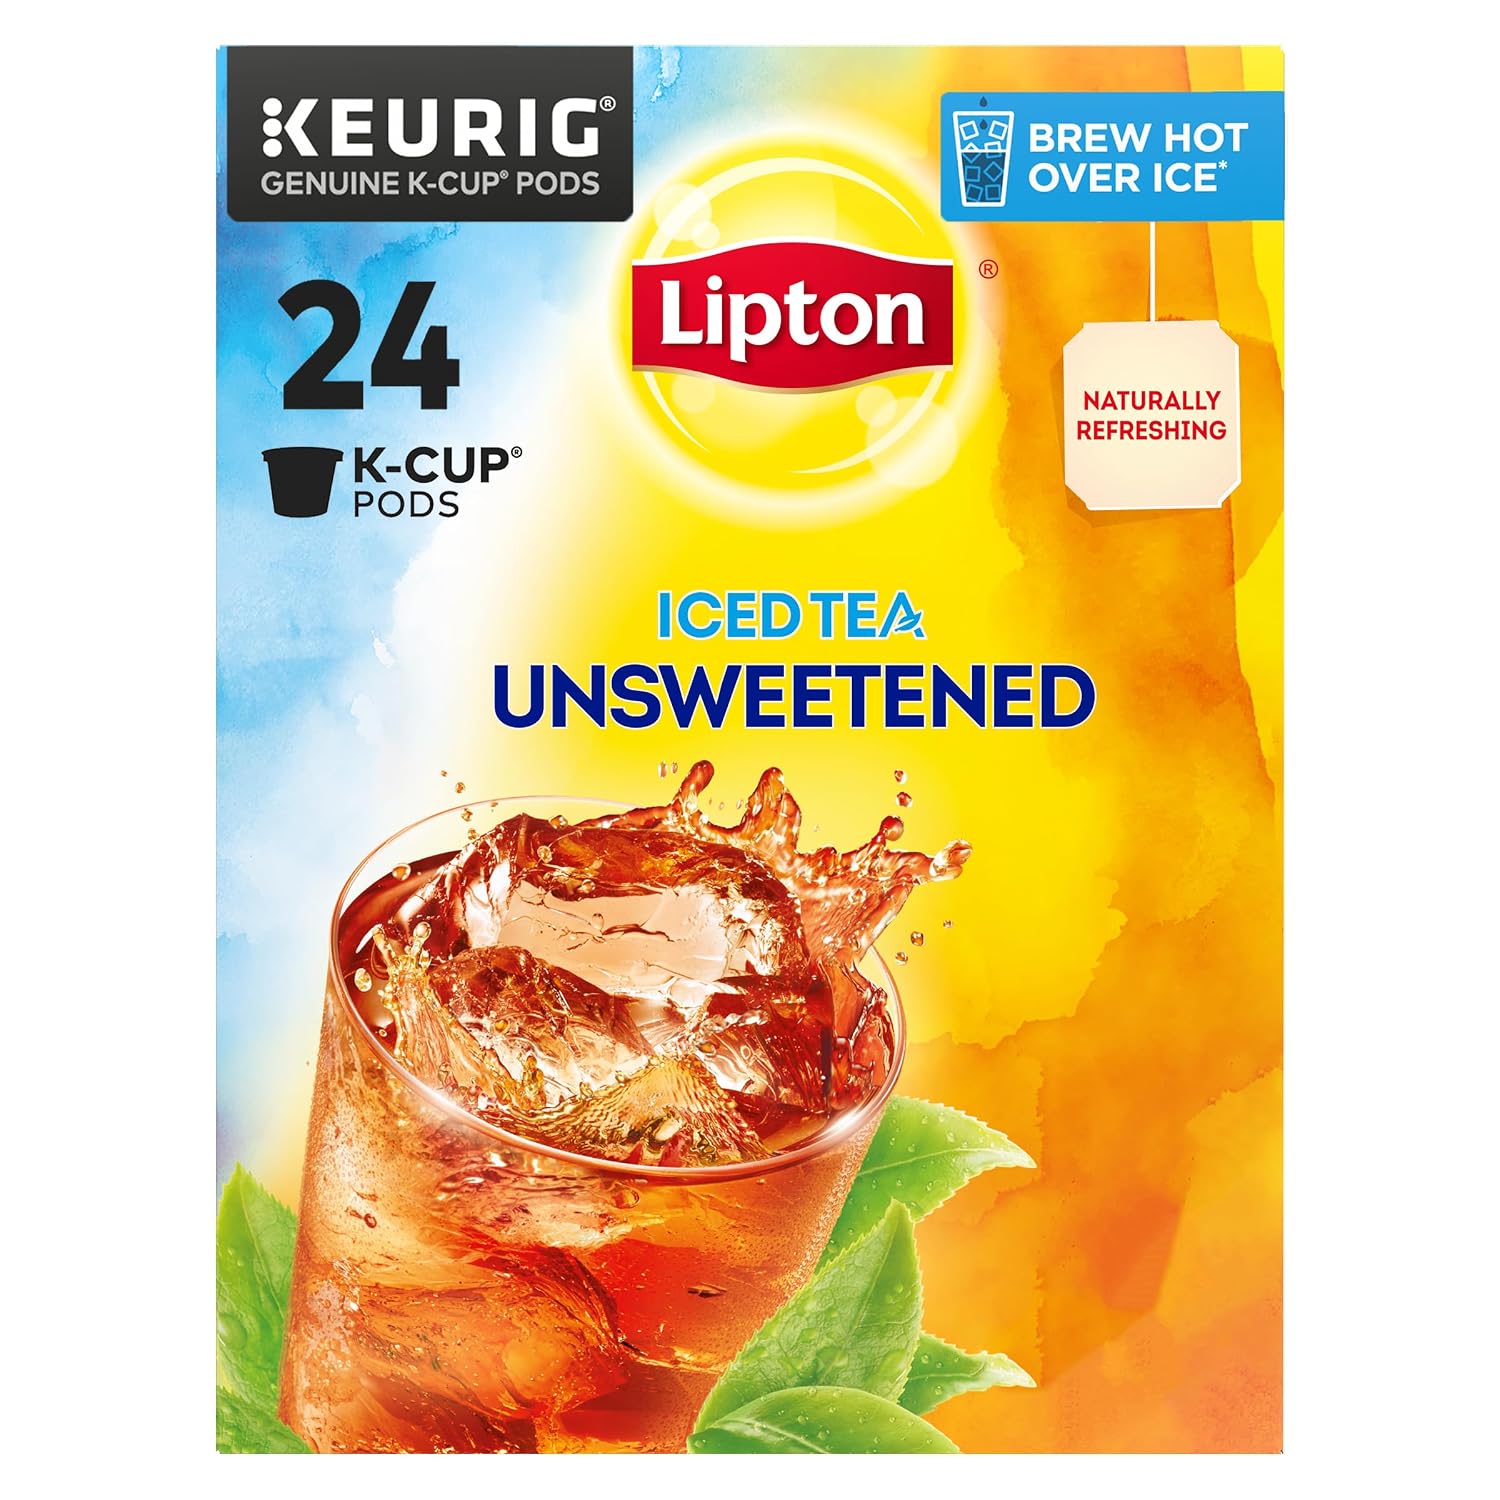 KEURIG®
GENUINE K-CUP® PODS
BREW HOT
OVER ICE*
Lipton®
24
K-CUP®
PODS
NATURALLY
REFRESHING
ICED TEA
UNSWEETENED